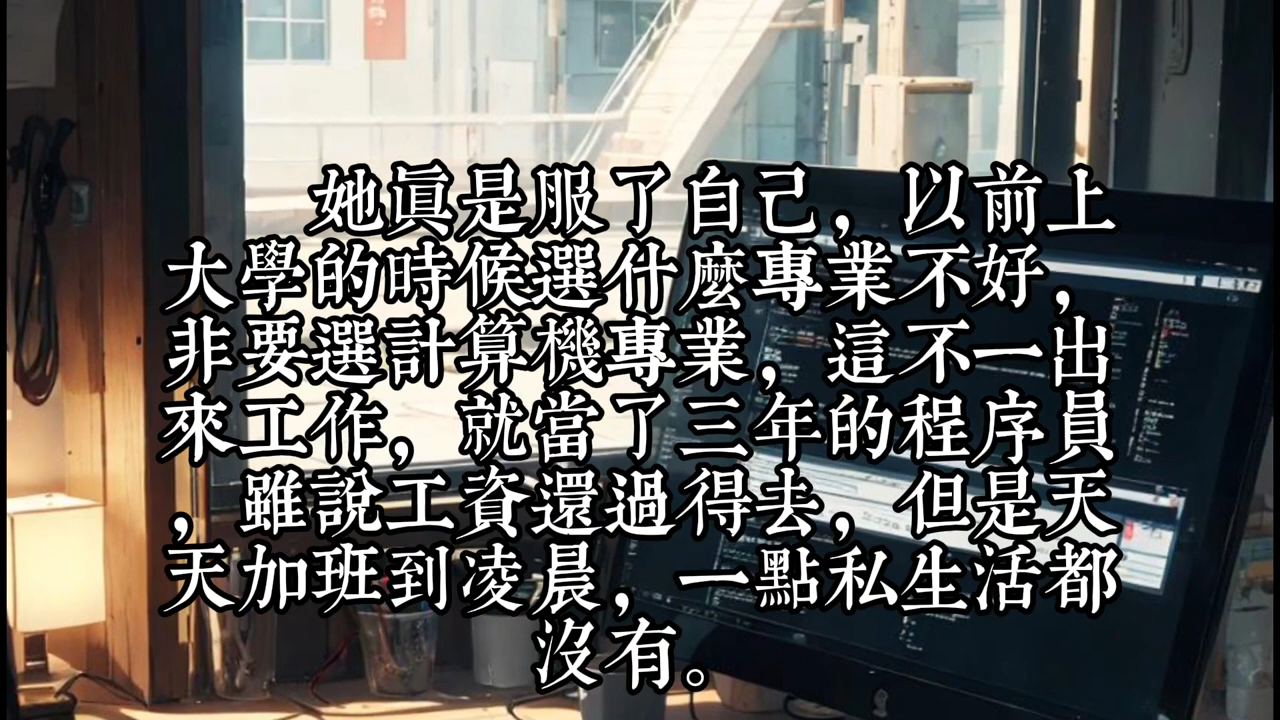 她眞是服了自己，以前上
大學的時候選什麼專業不好，
非要選計算機專業，這不一出
來工作，就當了三年的程序員
，雖說工資還過得去，但是天
天加班到凌晨，一點私生活都
沒有。